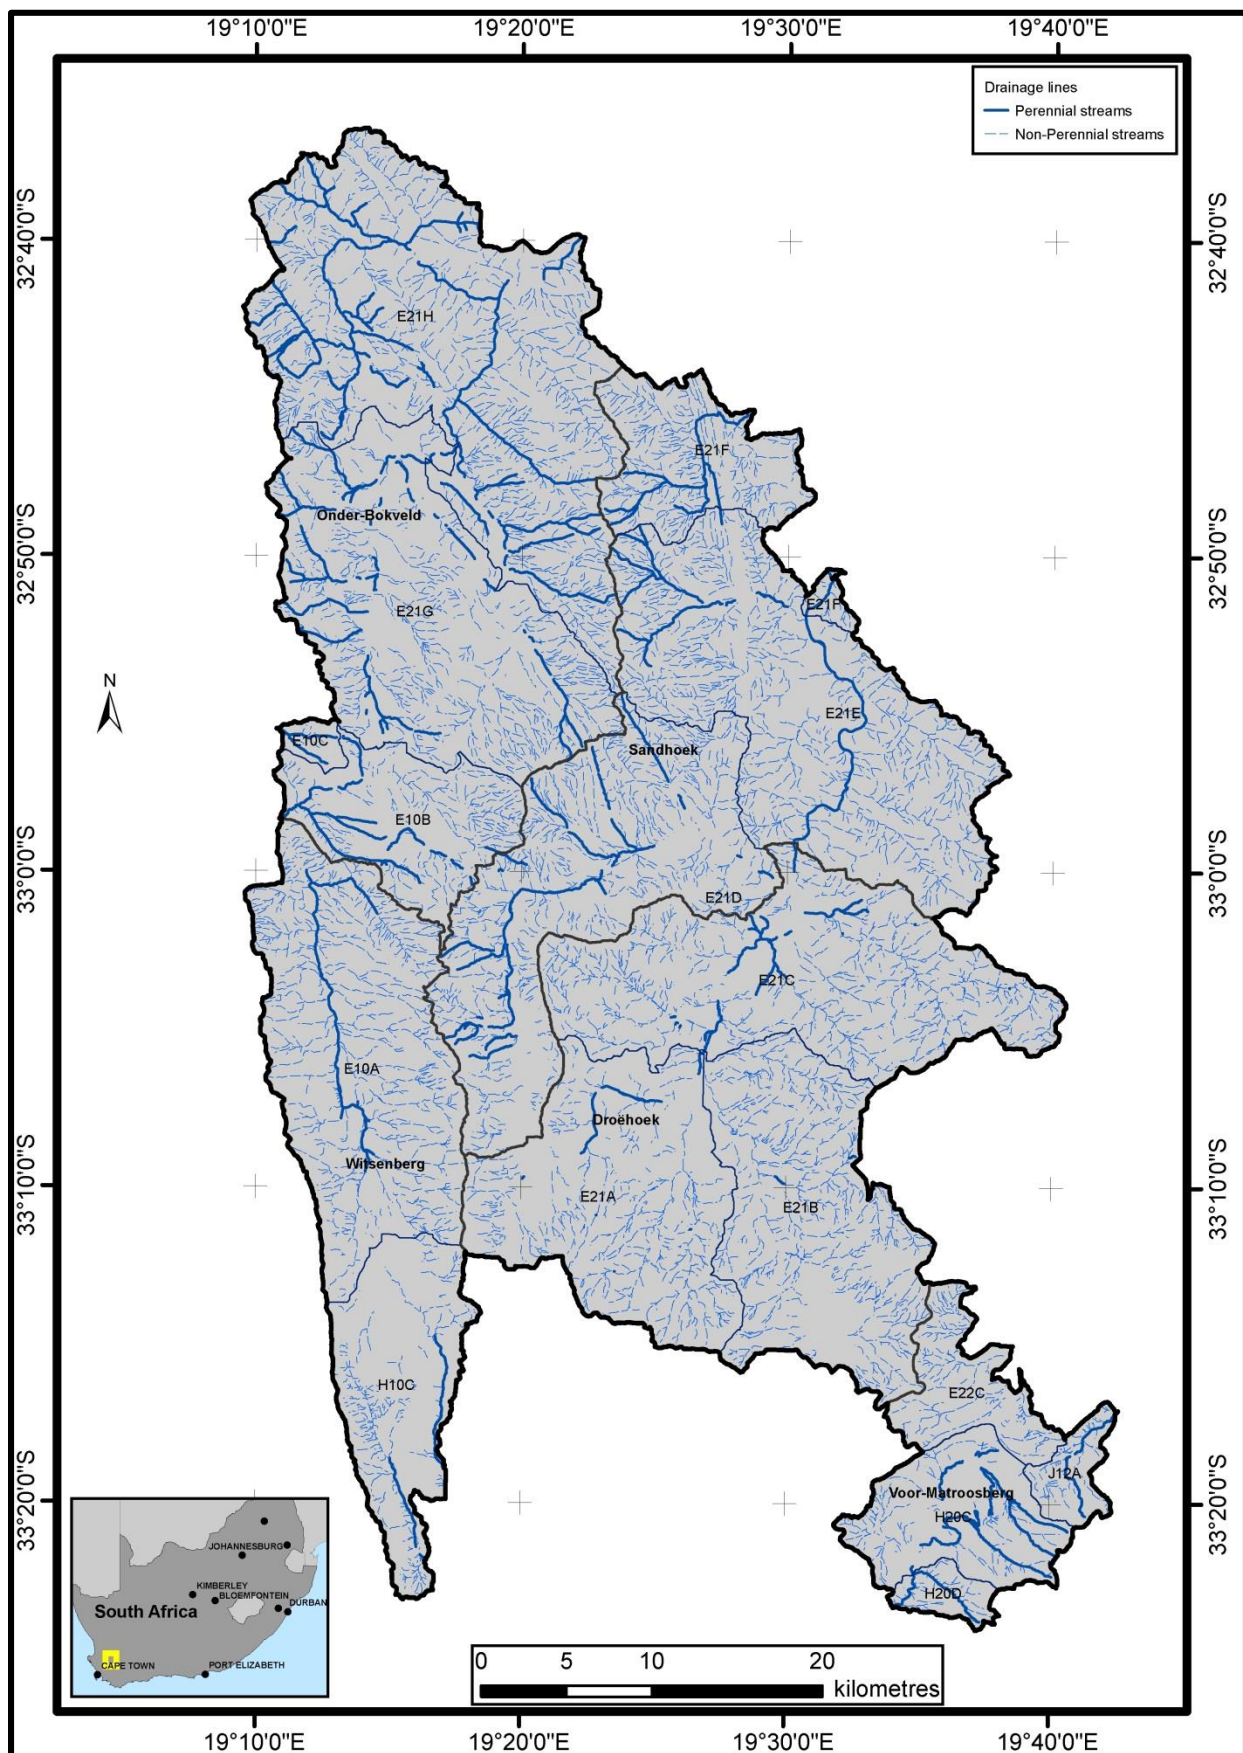 19°10'0"E 19°20'0"E 19°30'0"E 19°40'0"E
Drainage lines
Perennial streams
Non-Perennial streams
32°40'0"S 32°40'0"S
E21H
E21F
Onder-Bokveld
32°50'0"S 32°50'0"S
E21F
E21G
N
E21E
E10C
Sandhoek
E10B
33°0'0"S 33°0'0"S
E21D
E21C
E10A
Droëhoek
Witsenberg
33°10'0"S 33°10'0"S
E21A
E21B
H10C
E22C
J12A
Voor-Matroosberg
33°20'0"S 33°20'0"S
H20C
H20D
JOHANNESBURG
KIMBERLEY
BLOEMFONTEIN
DURBAN
South Africa
CAPE TOWN
PORT ELIZABETH
0 5 10 20
kilometres
19°10'0"E 19°20'0"E 19°30'0"E 19°40'0"E